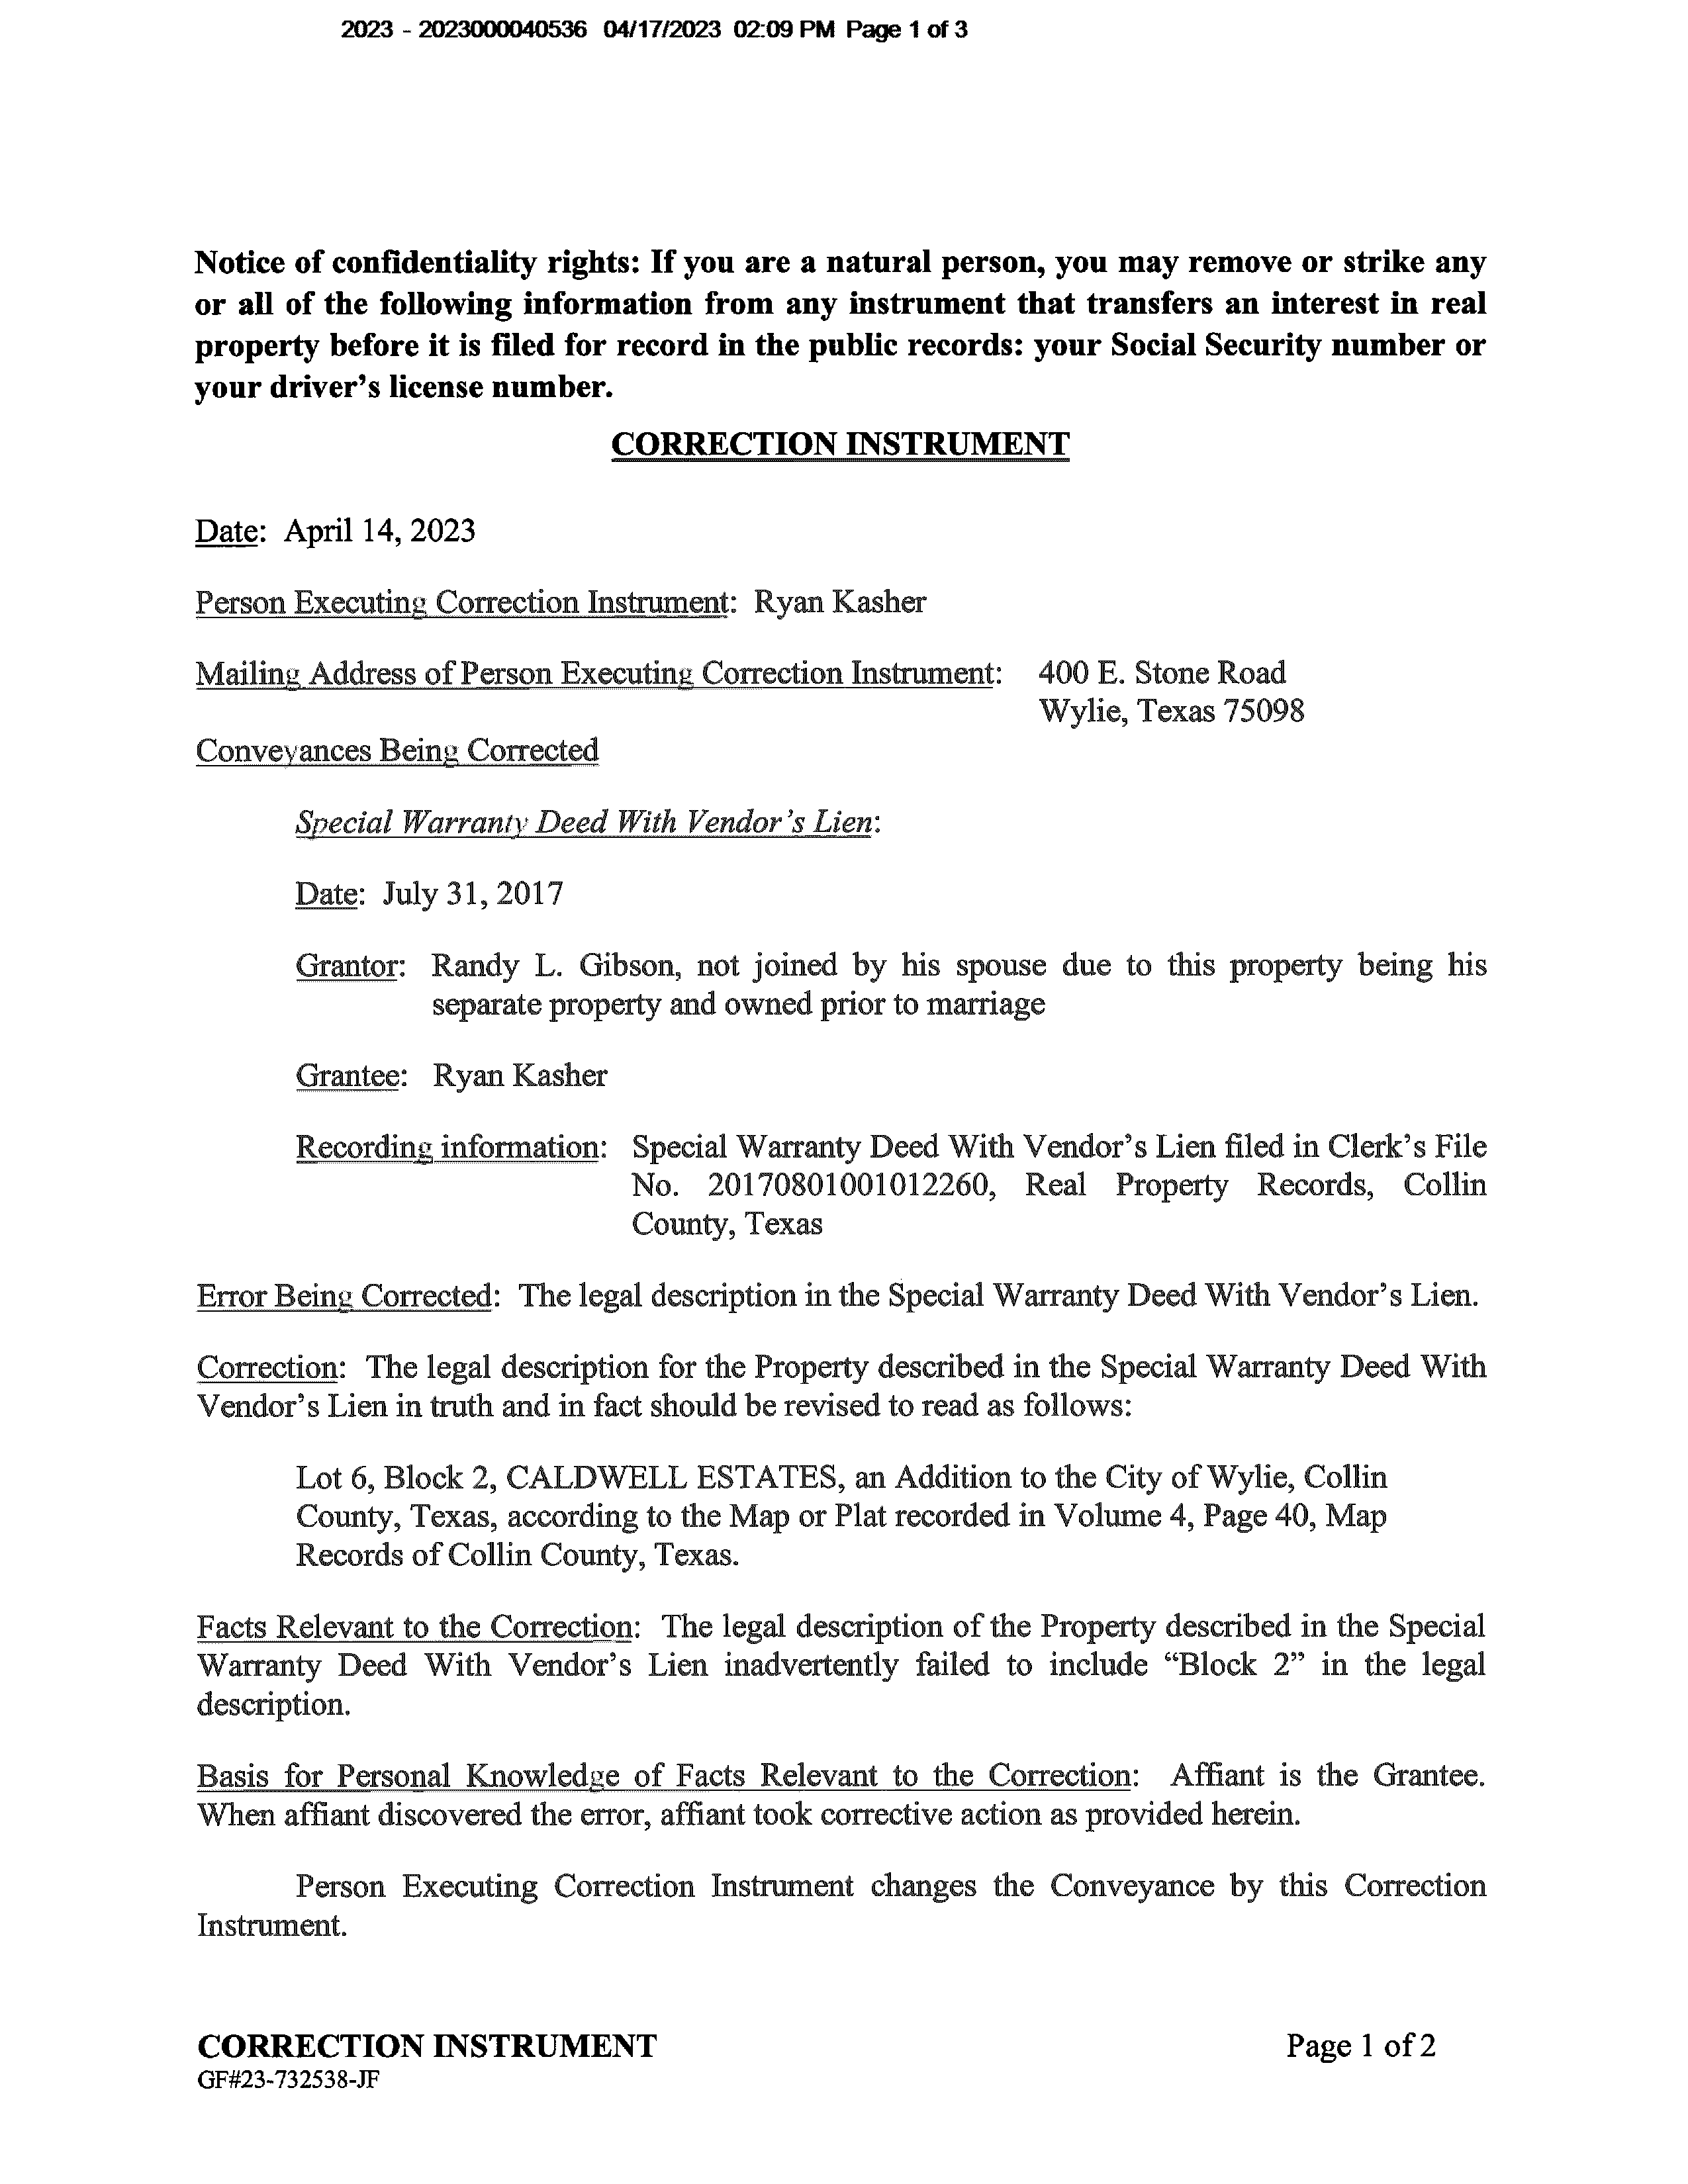 2023 - 2023000040536 04/17/2023 02:09 PM Page 1 of 3
Notice of confidentiality rights: If you are a natural person, you may remove or strike any
or all of the following information from any instrument that transfers an interest in real
property before it is filed for record in the public records: your Social Security number or
your driver's license number.
CORRECTION INSTRUMENT
Date: April 14, 2023
Person Executing Correction Instrument: Ryan Kasher
Mailing Address of Person Executing Correction Instrument: 400 E. Stone Road
Wylie, Texas 75098
Conveyances Being Corrected
Special Warranty Deed With Vendor's Lien:
Date: July 31, 2017
Grantor: Randy L. Gibson, not joined by his spouse due to this property being his
separate property and owned prior to marriage
Grantee: Ryan Kasher
Recording information: Special Warranty Deed With Vendor's Lien filed in Clerk's File
No. 20170801001012260, Real Property Records, Collin
County, Texas
Error Being Corrected: The legal description in the Special Warranty Deed With Vendor's Lien.
Correction: The legal description for the Property described in the Special Warranty Deed With
Vendor's Lien in truth and in fact should be revised to read as follows:
Lot 6, Block 2, CALDWELL ESTATES, an Addition to the City of Wylie, Collin
County, Texas, according to the Map or Plat recorded in Volume 4, Page 40, Map
Records of Collin County, Texas.
Facts Relevant to the Correction: The legal description of the Property described in the Special
Warranty Deed With Vendor's Lien inadvertently failed to include “Block 2” in the legal
description.
Basis for Personal Knowledge of Facts Relevant to the Correction: Affiant is the Grantee.
When affiant discovered the error, affiant took corrective action as provided herein.
Person Executing Correction Instrument changes the Conveyance by this Correction
Instrument.
CORRECTION INSTRUMENT Page 1 of 2
GF#23-732538-JF